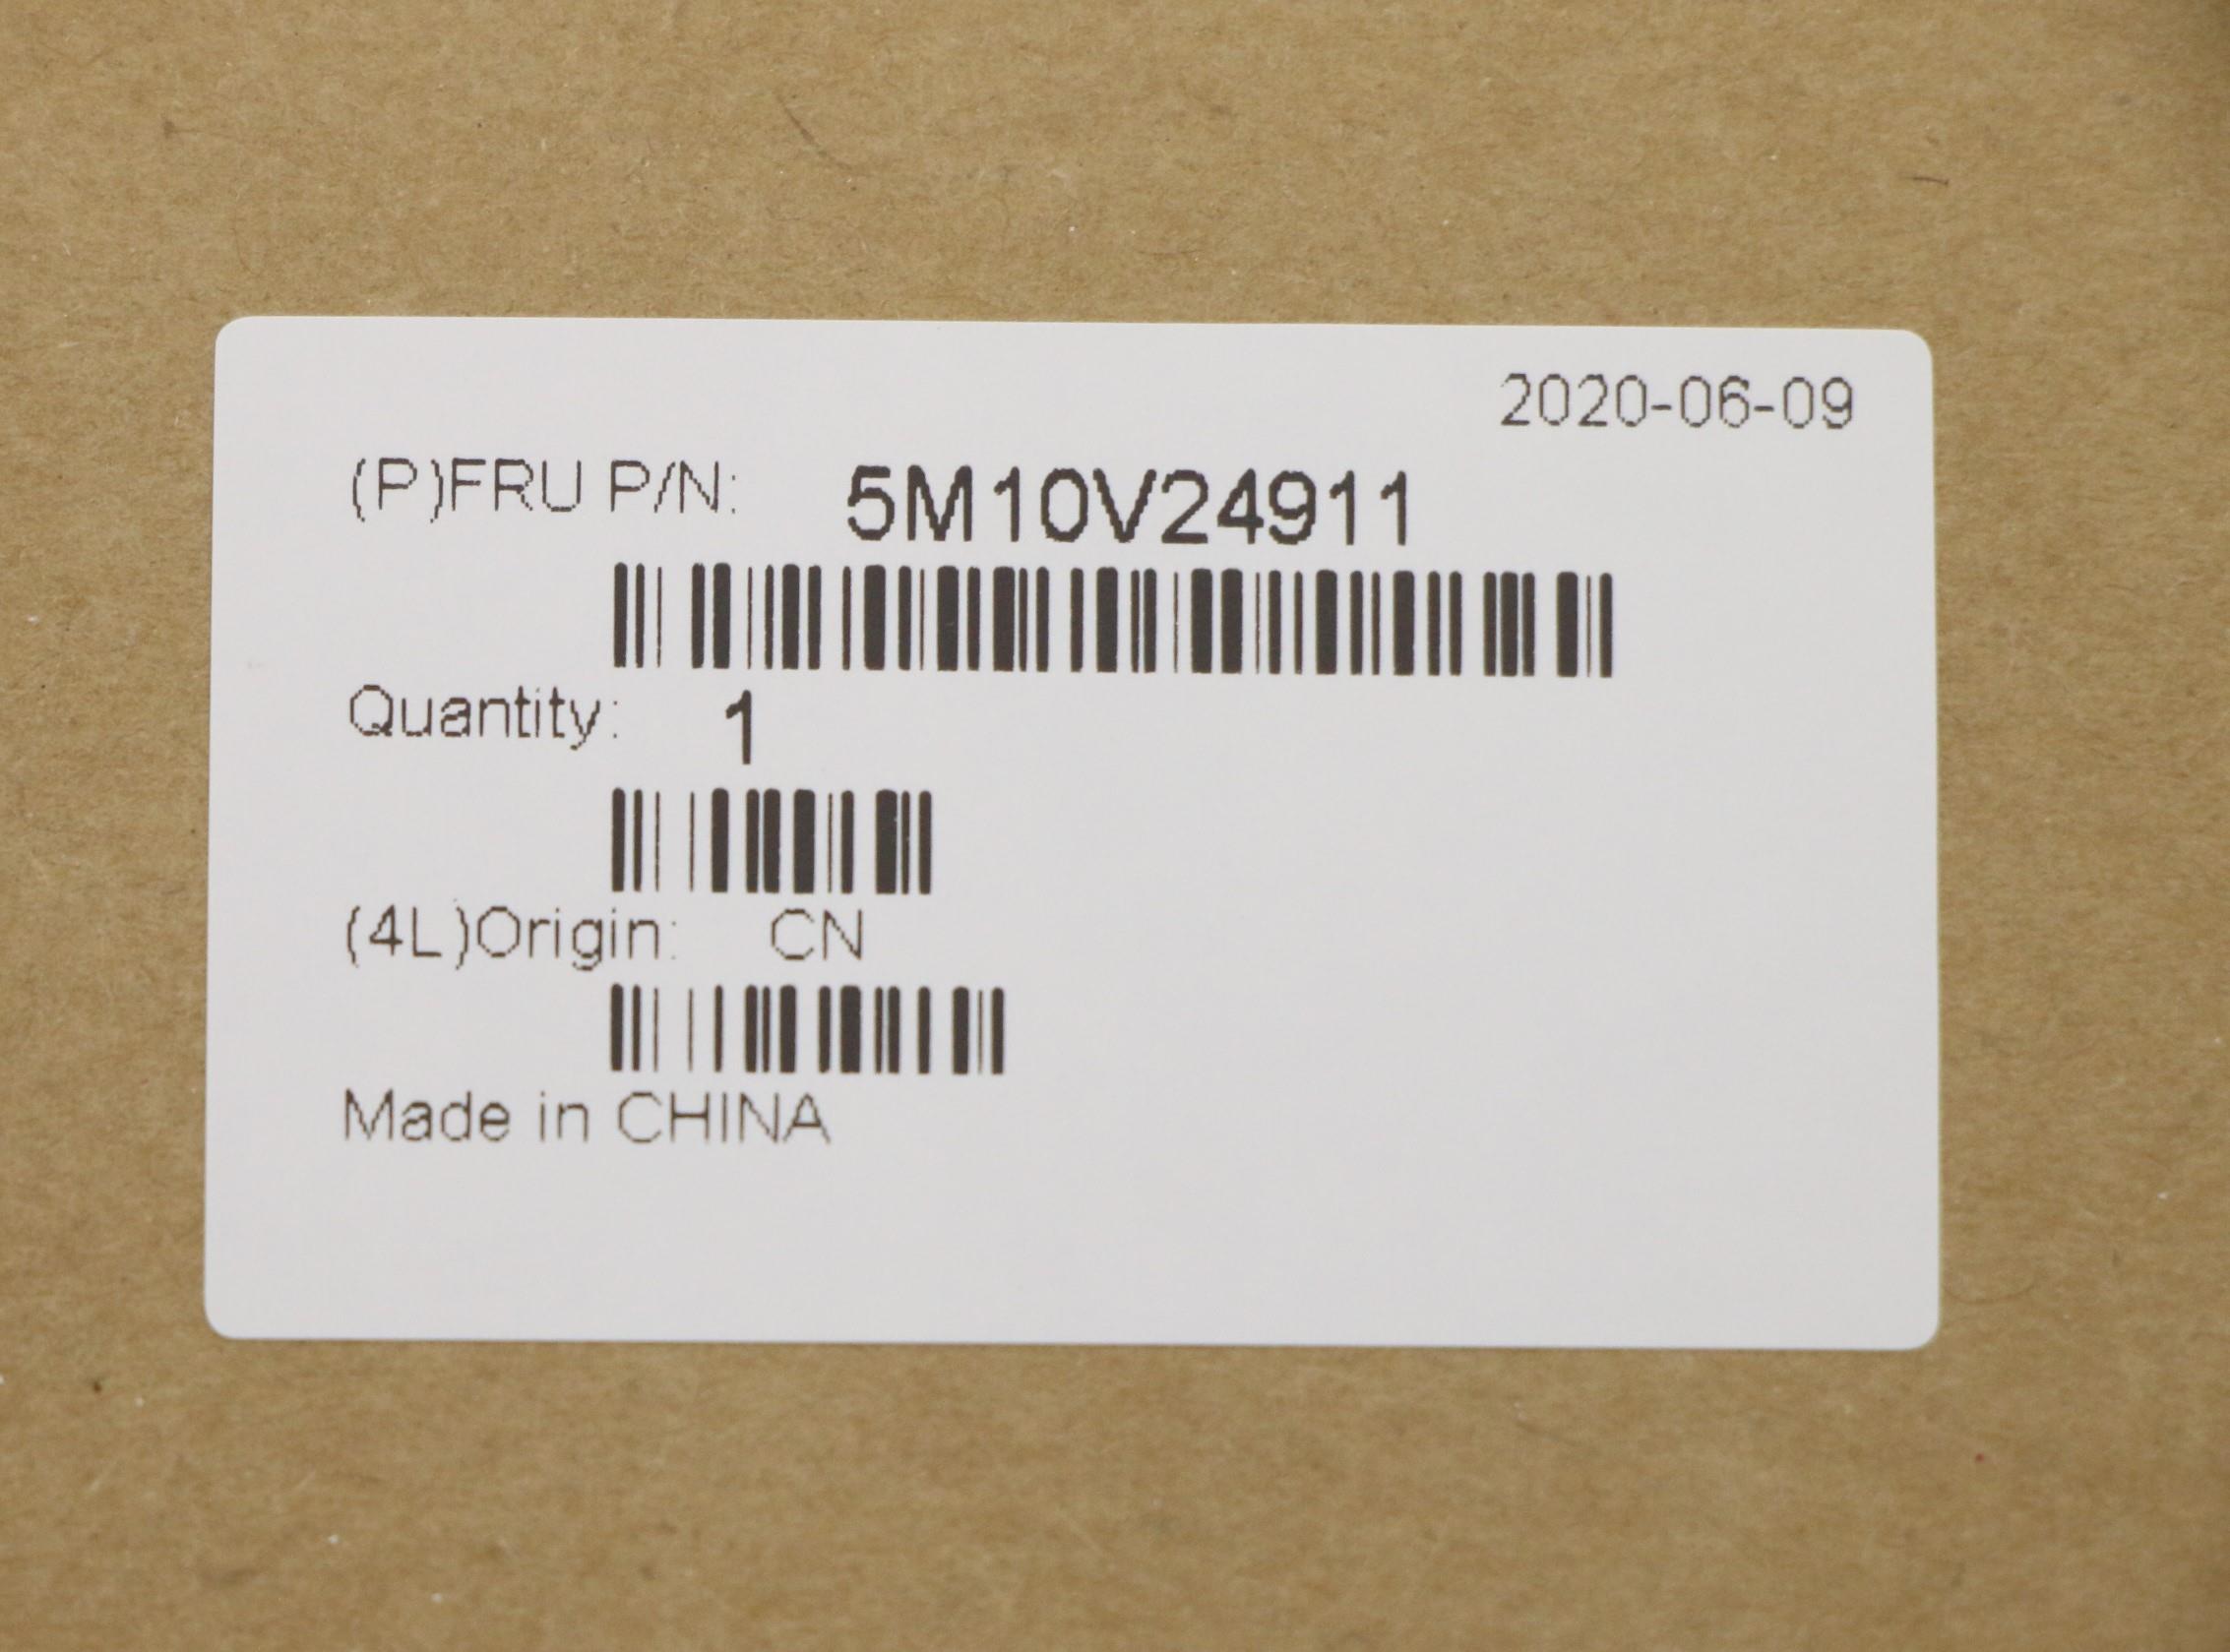 2020-06-09
(P)FRU P/N: 5M10V24911
Quantity: 1
(4L)Origin: CN
Made in CHINA